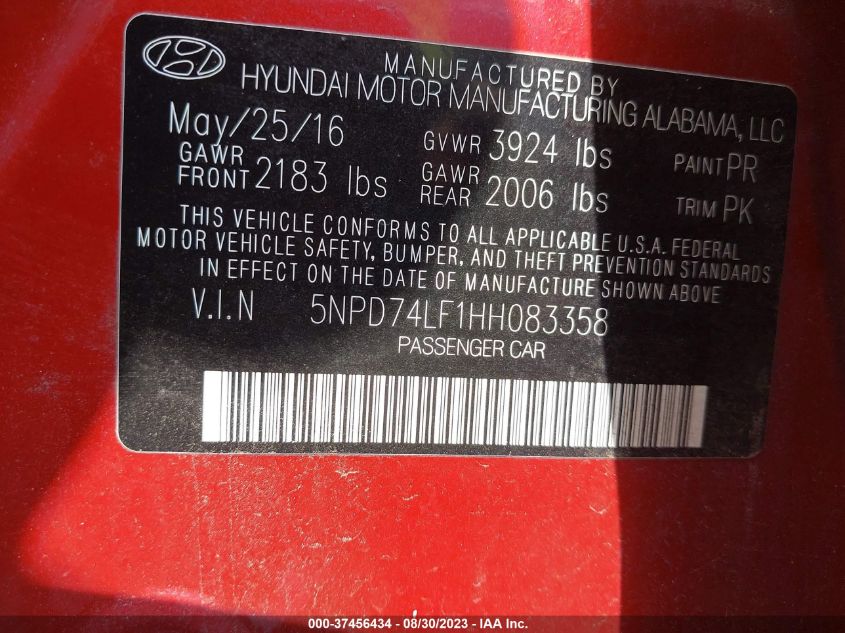 MANUFACTURED BY
HYUNDAI MOTOR MANUFACTURING ALABAMA, LLC
May/25/16 GVWR 3924 lbs PAINT PR
GAWR FRONT 2183 lbs GAWR REAR 2006 lbs TRIM PK
THIS VEHICLE CONFORMS TO ALL APPLICABLE U.S.A. FEDERAL
MOTOR VEHICLE SAFETY, BUMPER, AND THEFT PREVENTION STANDARDS
IN EFFECT ON THE DATE OF MANUFACTURE SHOWN ABOVE.
V.I.N 5NPD74LF1HH083358
PASSENGER CAR
000-37456434 - 08/30/2023 - IAA Inc.